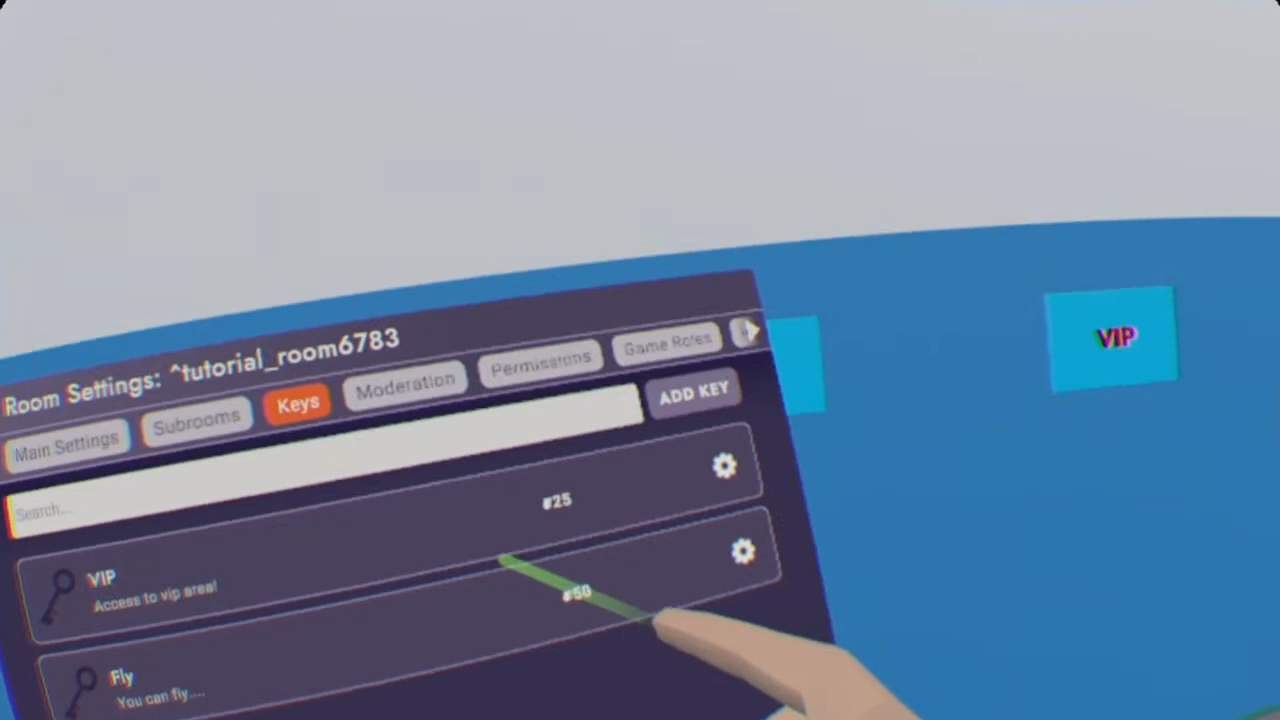 Room Settings: ^tutorial_room6783
Main Settings
Subrooms
Keys
Moderation
Permissions
Game Roles
Search...
ADD KEY
VIP
Access to vip area!
#25
Fly
You can fly....
#50
VIP